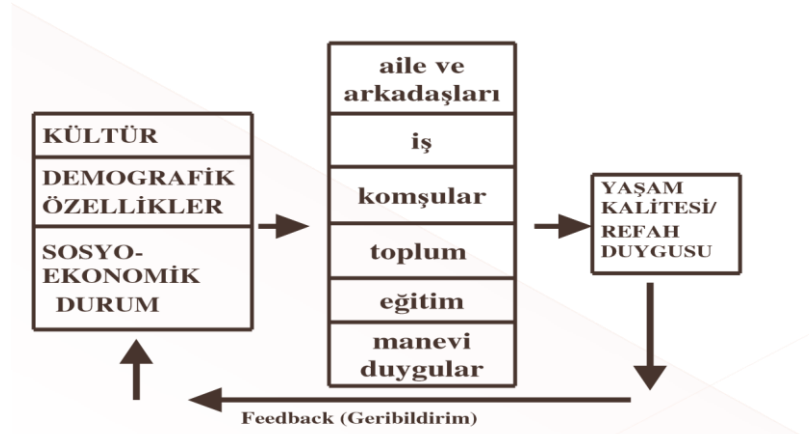 KÜLTÜR
DEMOGRAFİK
ÖZELLİKLER
SOSYO-
EKONOMİK
DURUM
aile ve
arkadaşları
iş
komşular
toplum
eğitim
manevi
duygular
YAŞAM
KALİTESİ/
REFAH
DUYGUSU
Feedback (Geribildirim)